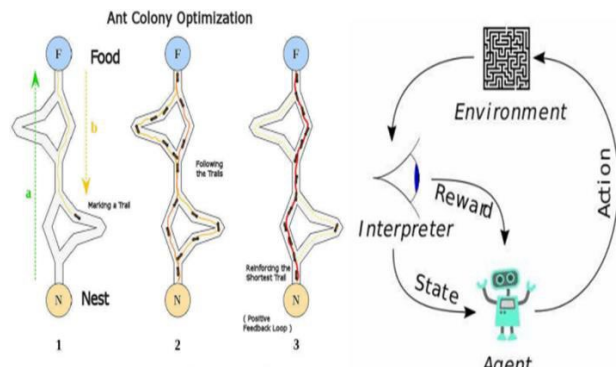 Ant Colony Optimization
F
Food
a
b
Marking a Trail
N
Nest
1
F
Following
the Trails
N
2
F
Reinforcing the
Shortest Trail
( Positive
Feedback Loop )
N
3
Environment
Interpreter
Reward
State
Action
Agent